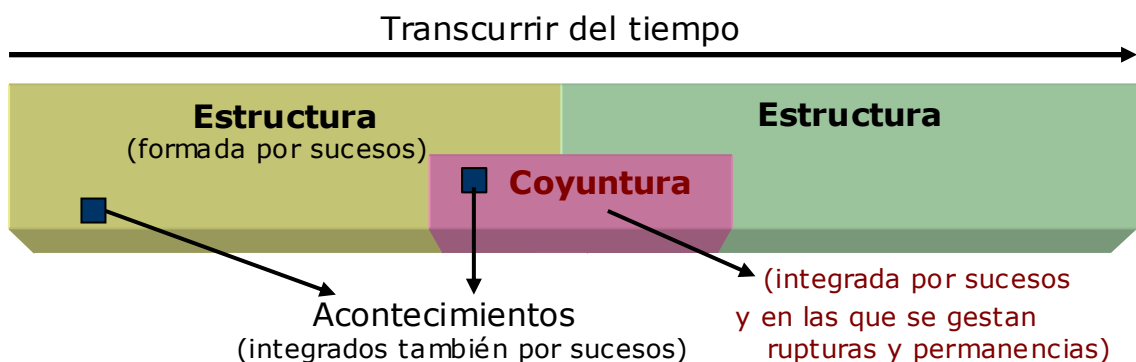 Transcurrir del tiempo
Estructura
(formada por sucesos)
Estructura
Coyuntura
Acontecimientos
(integrados también por sucesos)
(integrada por sucesos
y en las que se gestan
rupturas y permanencias)